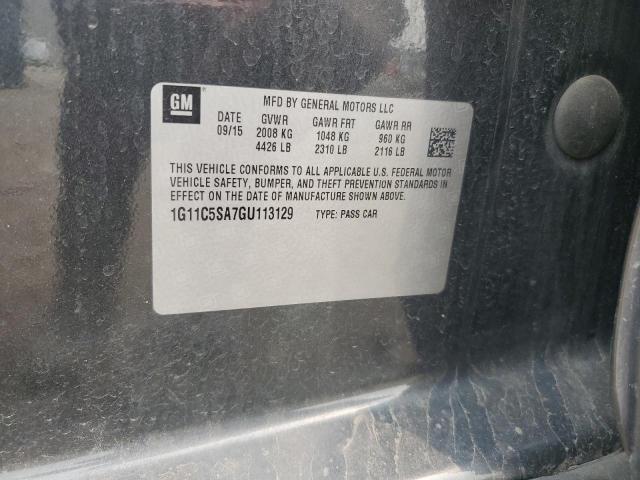 GM
MFD BY GENERAL MOTORS LLC
DATE GVWR GAWR FRT GAWR RR
09/15 2008 KG 1048 KG 960 KG
4426 LB 2310 LB 2116 LB
THIS VEHICLE CONFORMS TO ALL APPLICABLE U.S. FEDERAL MOTOR
VEHICLE SAFETY, BUMPER, AND THEFT PREVENTION STANDARDS IN
EFFECT ON THE DATE OF MANUFACTURE SHOWN ABOVE.
1G11C5SA7GU113129 TYPE: PASS CAR